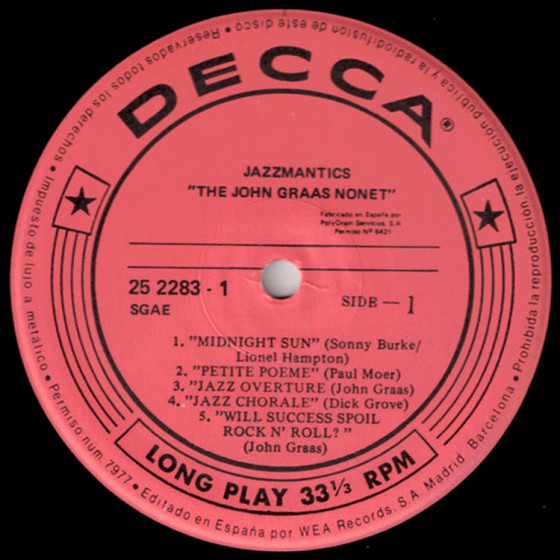 DECCA®
JAZZMANTICS
"THE JOHN GRAAS NONET"
Fabricado en España por
PolyGram Servicios, S.A
Permiso Nº 6421
25 2283 - 1
SGAE
SIDE — 1
1. "MIDNIGHT SUN" (Sonny Burke/
Lionel Hampton)
2. "PETITE POEME" (Paul Moer)
3. "JAZZ OVERTURE (John Graas)
4. "JAZZ CHORALE" (Dick Grove)
5. "WILL SUCCESS SPOIL
ROCK N' ROLL? "
(John Graas)
LONG PLAY 33⅓ RPM
Reservados todos los derechos • Impuesto de lujo a metálico • Permiso núm 7977 • Editado en España por WEA Records, S.A. Madrid Barcelona • Prohibida la reproducción, la ejecución pública y la radiodifusión de este disco •